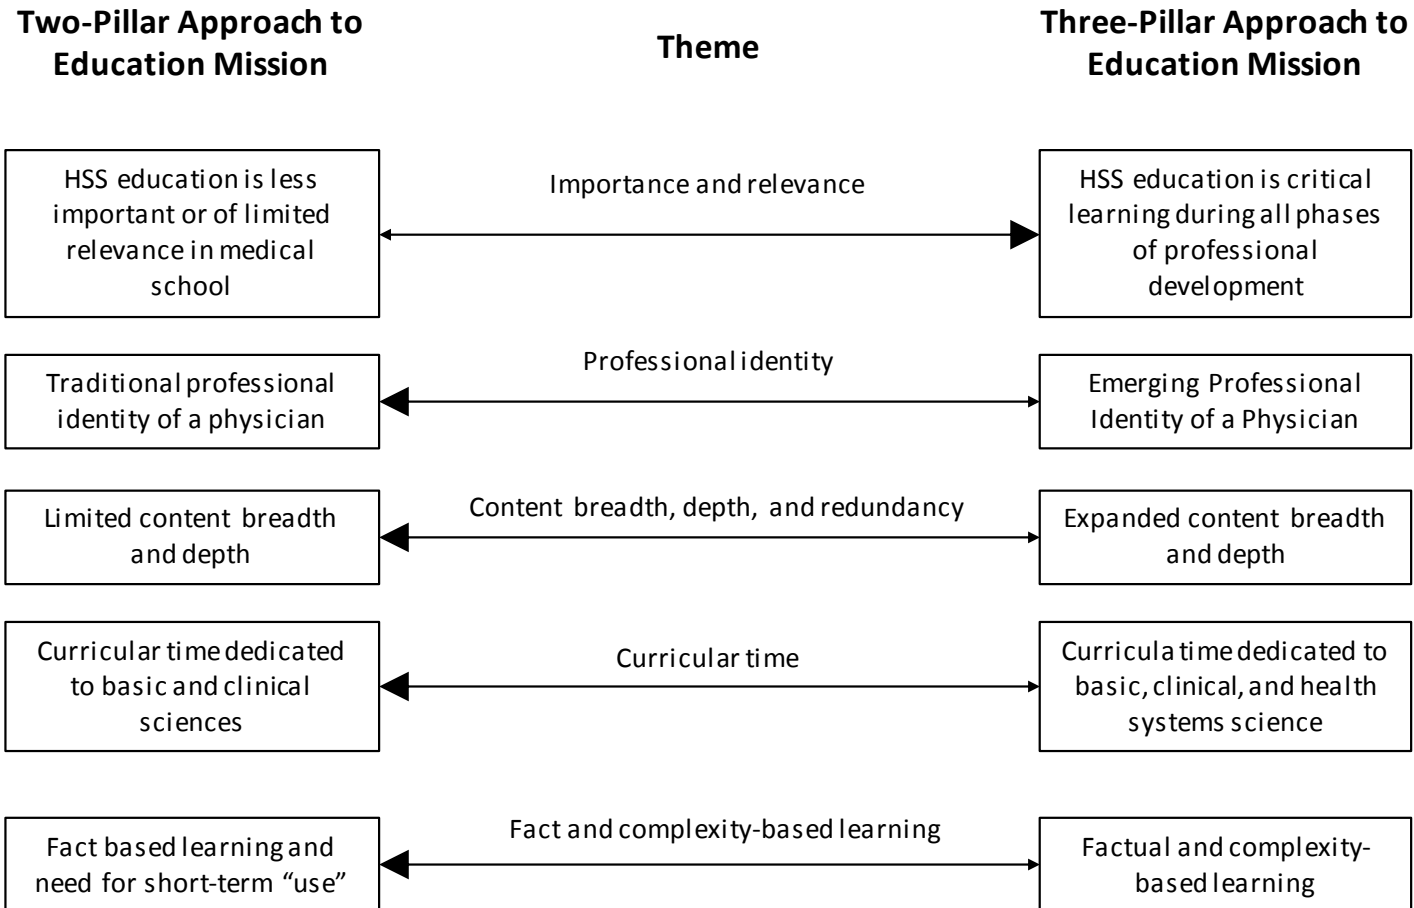 Two-Pillar Approach to
Education Mission
Theme
Three-Pillar Approach to
Education Mission
HSS education is less
important or of limited
relevance in medical
school
Importance and relevance
HSS education is critical
learning during all phases
of professional
development
Traditional professional
identity of a physician
Professional identity
Emerging Professional
Identity of a Physician
Limited content breadth
and depth
Content breadth, depth, and redundancy
Expanded content breadth
and depth
Curricular time dedicated
to basic and clinical
sciences
Curricular time
Curricula time dedicated to
basic, clinical, and health
systems science
Fact based learning and
need for short-term “use”
Fact and complexity-based learning
Factual and complexity-
based learning